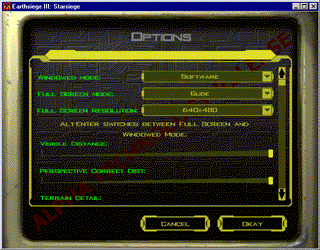 Earthsiege III: Starsiege
Options
Windowed mode: Software
Full Screen mode: Glide
Full Screen Resolution: 640x480
Alt-Enter switches between Full Screen and
Windowed Mode.
Visible Distance:
Perspective Correct Dist:
Terrain Detail:
Cancel Okay